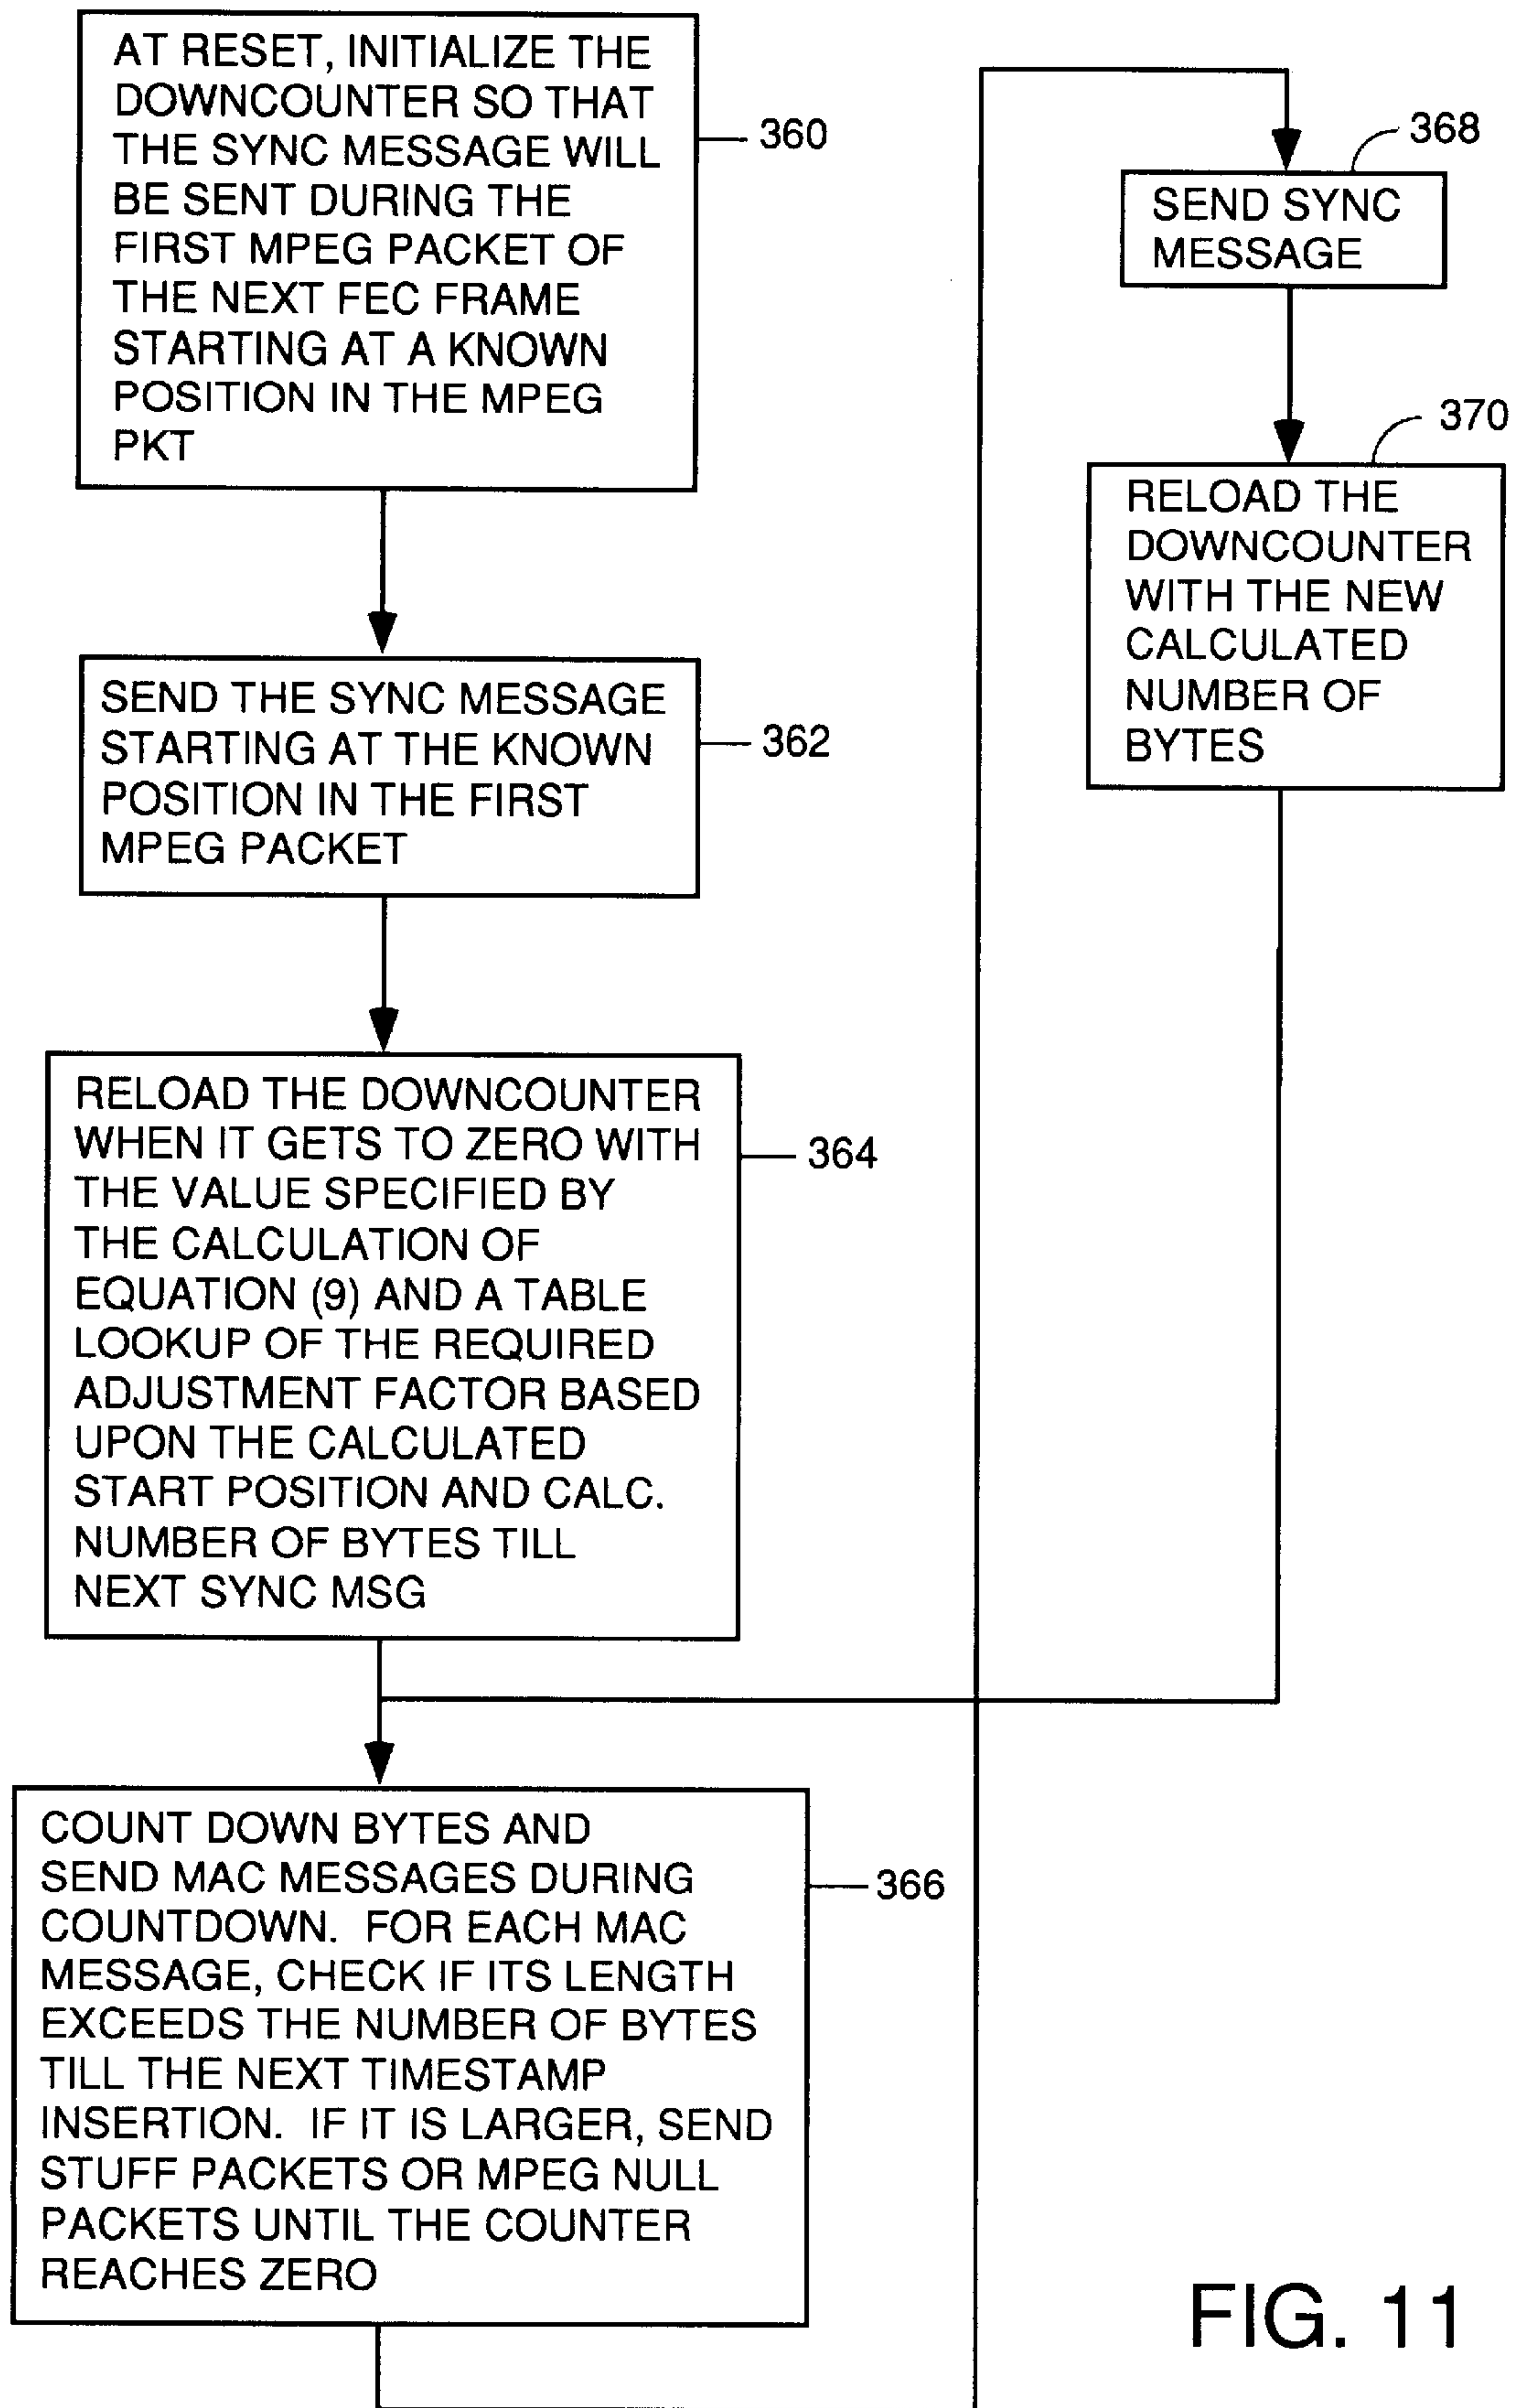 AT RESET, INITIALIZE THE
DOWNCOUNTER SO THAT
THE SYNC MESSAGE WILL
BE SENT DURING THE
FIRST MPEG PACKET OF
THE NEXT FEC FRAME
STARTING AT A KNOWN
POSITION IN THE MPEG
PKT
360
SEND THE SYNC MESSAGE
STARTING AT THE KNOWN
POSITION IN THE FIRST
MPEG PACKET
362
RELOAD THE DOWNCOUNTER
WHEN IT GETS TO ZERO WITH
THE VALUE SPECIFIED BY
THE CALCULATION OF
EQUATION (9) AND A TABLE
LOOKUP OF THE REQUIRED
ADJUSTMENT FACTOR BASED
UPON THE CALCULATED
START POSITION AND CALC.
NUMBER OF BYTES TILL
NEXT SYNC MSG
364
COUNT DOWN BYTES AND
SEND MAC MESSAGES DURING
COUNTDOWN. FOR EACH MAC
MESSAGE, CHECK IF ITS LENGTH
EXCEEDS THE NUMBER OF BYTES
TILL THE NEXT TIMESTAMP
INSERTION. IF IT IS LARGER, SEND
STUFF PACKETS OR MPEG NULL
PACKETS UNTIL THE COUNTER
REACHES ZERO
366
368
SEND SYNC
MESSAGE
370
RELOAD THE
DOWNCOUNTER
WITH THE NEW
CALCULATED
NUMBER OF
BYTES
FIG. 11